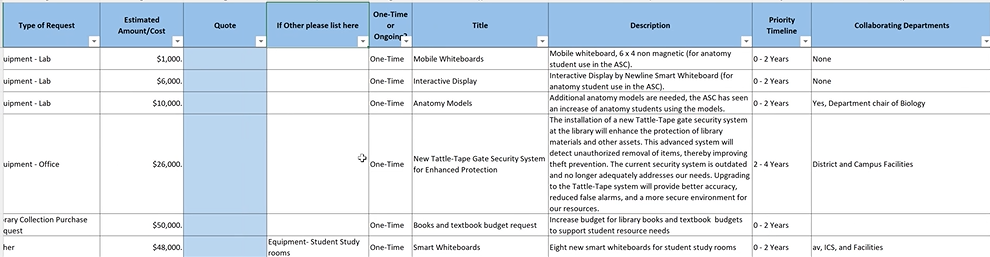 Type of Request Estimated Amount/Cost Quote If Other please list here One-Time or Ongoing? Title Description Priority Timeline Collaborating Departments
uipment - Lab $1,000. One-Time Mobile Whiteboards Mobile whiteboard, 6 x 4 non magnetic (for anatomy student use in the ASC). 0 - 2 Years None
uipment - Lab $6,000. One-Time Interactive Display Interactive Display by Newline Smart Whiteboard (for anatomy student use in the ASC). 0 - 2 Years None
uipment - Lab $10,000. One-Time Anatomy Models Additional anatomy models are needed, the ASC has seen an increase of anatomy students using the models. 0 - 2 Years Yes, Department chair of Biology
uipment - Office $26,000. One-Time New Tattle-Tape Gate Security System for Enhanced Protection The installation of a new Tattle-Tape gate security system at the library will enhance the protection of library materials and other assets. This advanced system will detect unauthorized removal of items, thereby improving theft prevention. The current security system is outdated and no longer adequately addresses our needs. Upgrading to the Tattle-Tape system will provide better accuracy, reduced false alarms, and a more secure environment for our resources. 2 - 4 Years District and Campus Facilities
rary Collection Purchase quest $50,000. One-Time Books and textbook budget request Increase budget for library books and textbook budgets to support student resource needs 0 - 2 Years
her $48,000. Equipment- Student Study rooms One-Time Smart Whiteboards Eight new smart whiteboards for student study rooms 0 - 2 Years av, ICS, and Facilities